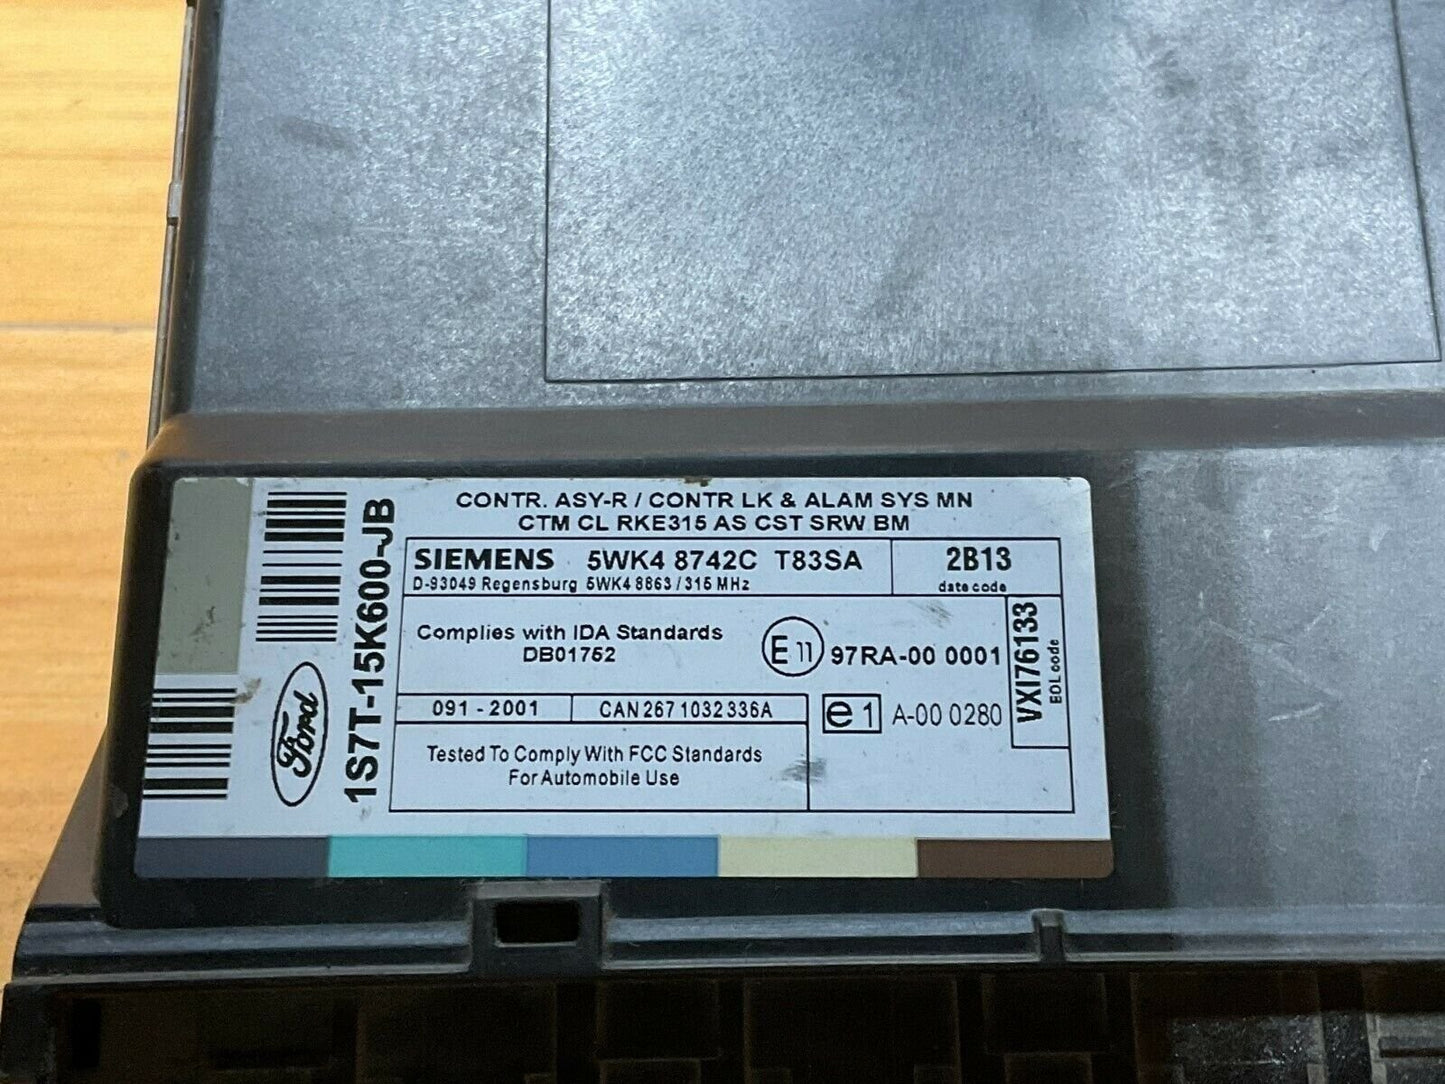 CONTR. ASY-R / CONTR LK & ALAM SYS MN
CTM CL RKE315 AS CST SRW BM
SIEMENS 5WK4 8742C T83SA
D-93049 Regensburg 5WK4 8863 / 315 MHz
2B13
date code
Complies with IDA Standards
DB01752
E 11 97RA-00 0001
091 - 2001
CAN 267 1032 336A
e 1 A-00 0280
Tested To Comply With FCC Standards
For Automobile Use
VXI76133
EOL code
Ford
1S7T-15K600-JB